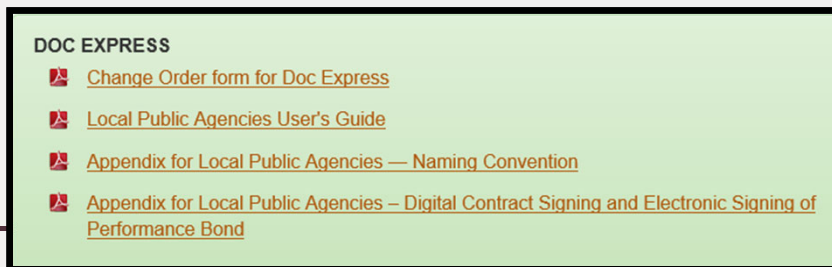 DOC EXPRESS
Change Order form for Doc Express
Local Public Agencies User's Guide
Appendix for Local Public Agencies — Naming Convention
Appendix for Local Public Agencies – Digital Contract Signing and Electronic Signing of
Performance Bond